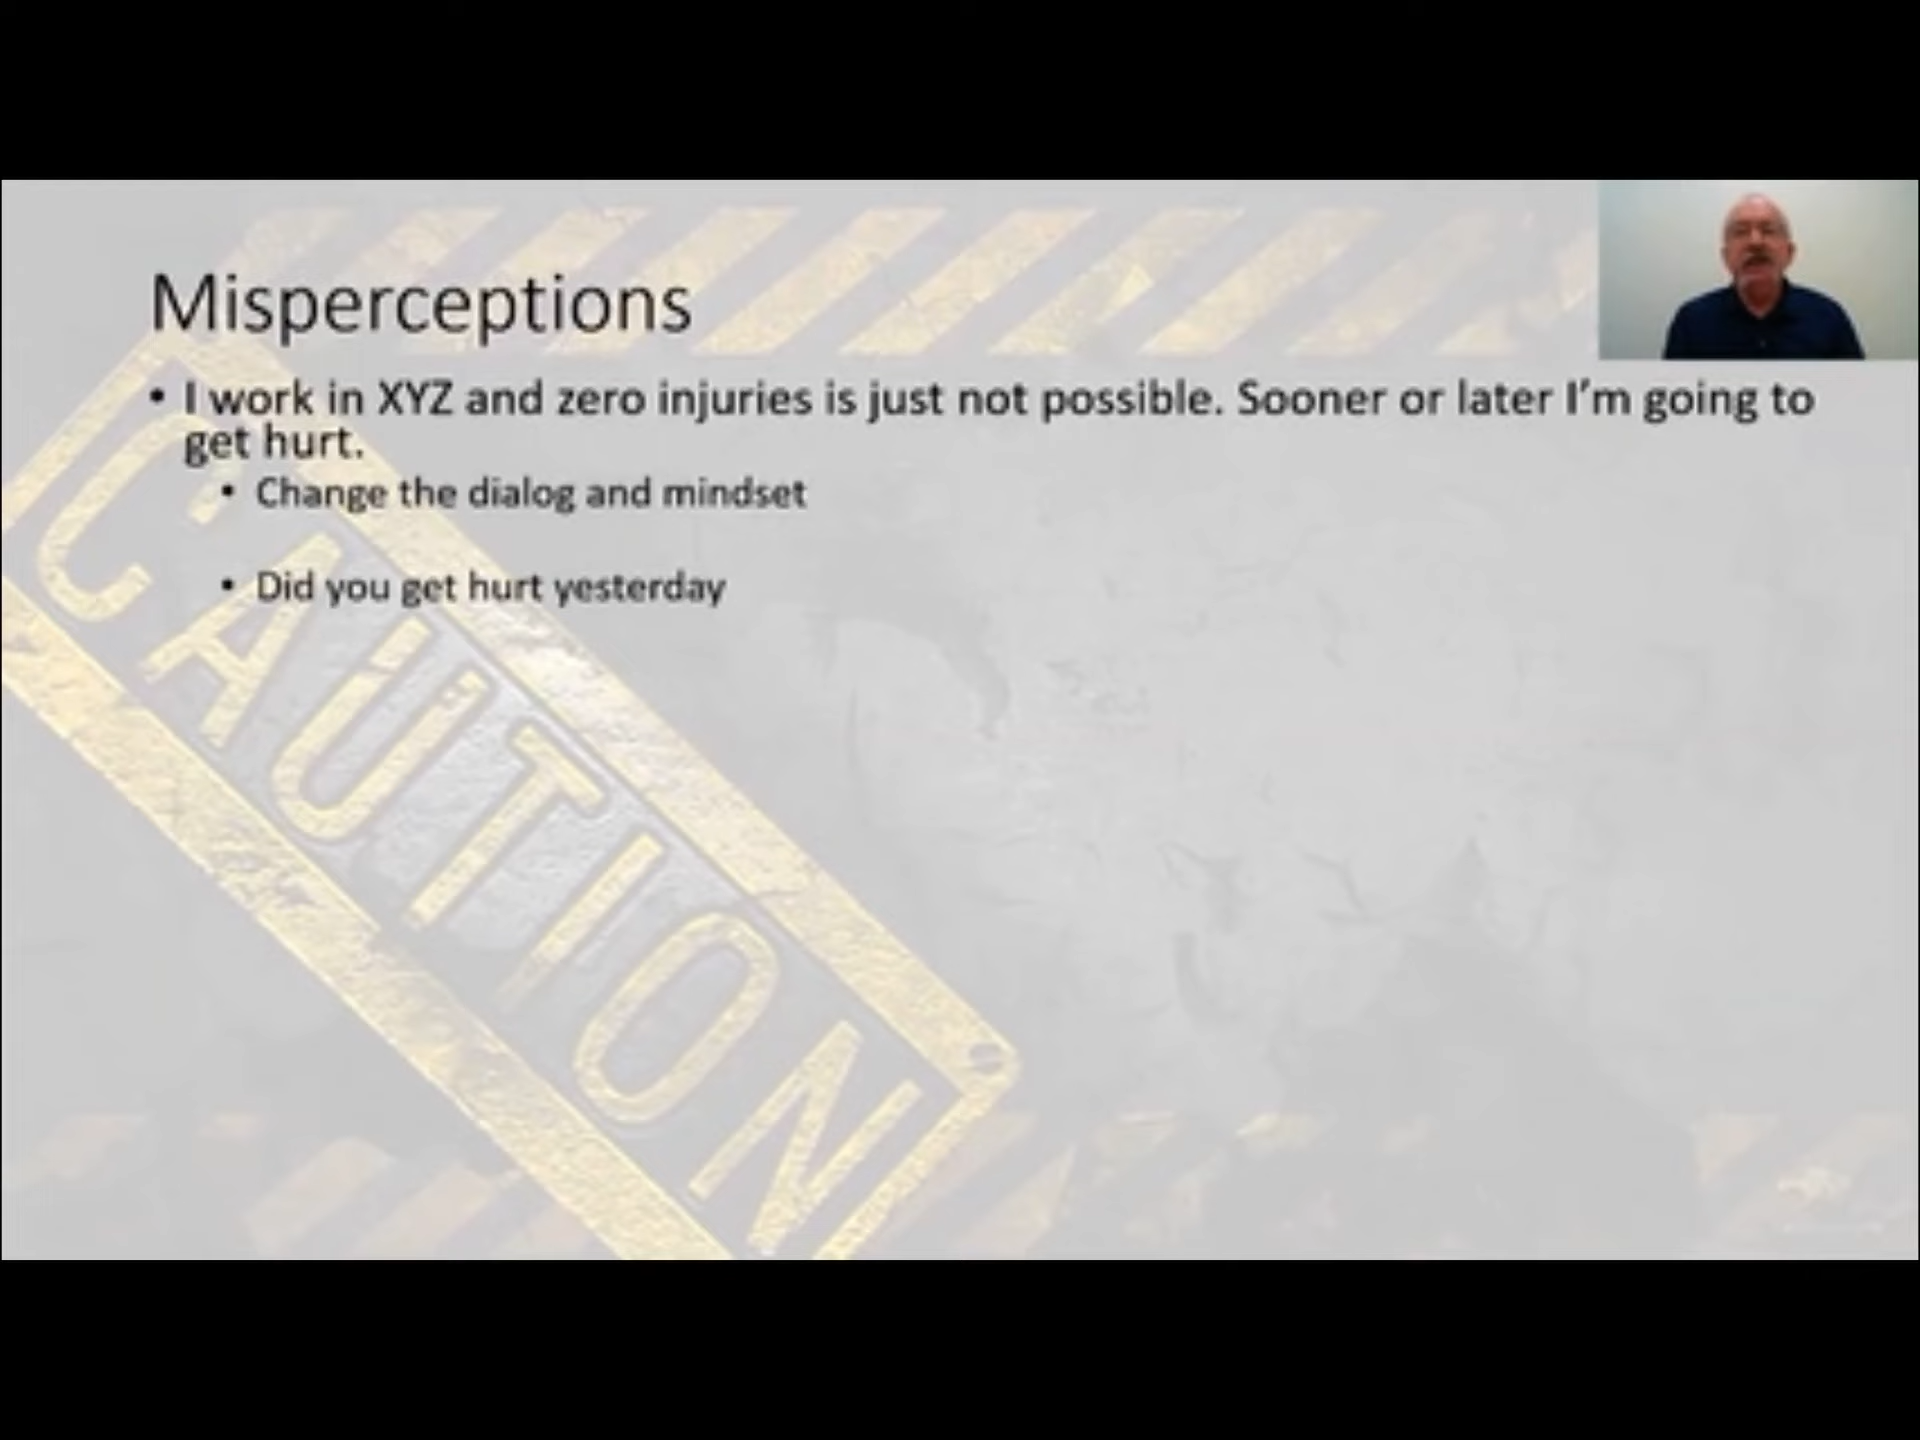 Misperceptions
• I work in XYZ and zero injuries is just not possible. Sooner or later I'm going to
get hurt.
• Change the dialog and mindset
• Did you get hurt yesterday
CAUTION